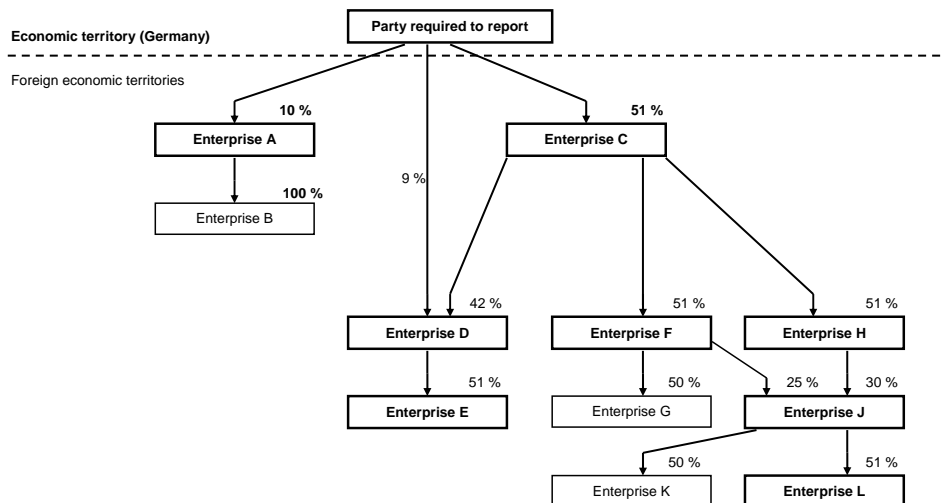 Party required to report
Economic territory (Germany)
Foreign economic territories
10 %
51 %
Enterprise A
Enterprise C
9 %
100 %
Enterprise B
42 %
51 %
51 %
Enterprise D
Enterprise F
Enterprise H
51 %
50 %
25 %
30 %
Enterprise E
Enterprise G
Enterprise J
50 %
51 %
Enterprise K
Enterprise L